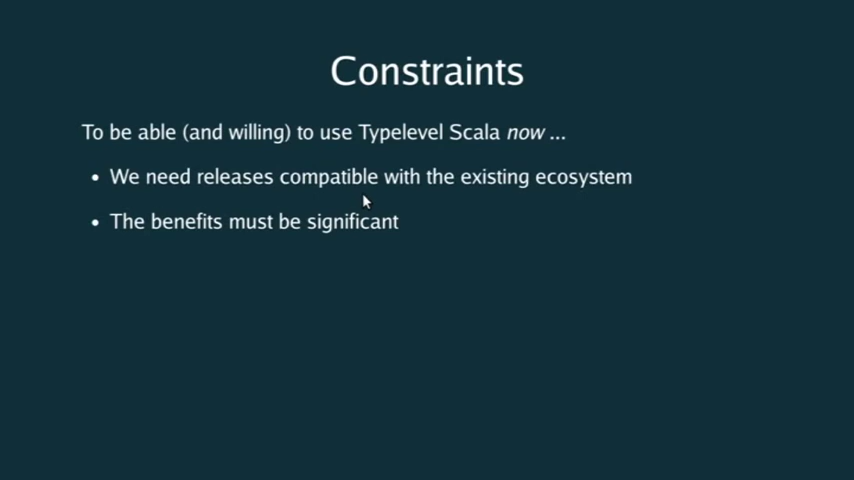 Constraints
To be able (and willing) to use Typelevel Scala now ...
• We need releases compatible with the existing ecosystem
• The benefits must be significant